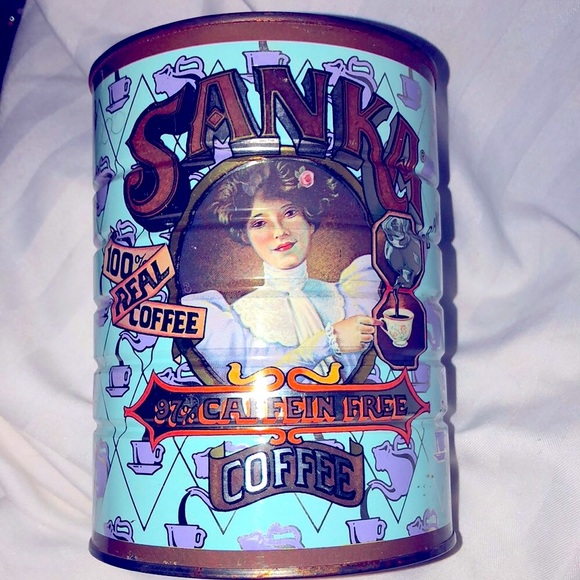 SANKA
100%
REAL
COFFEE
97% CAFFEIN FREE
COFFEE